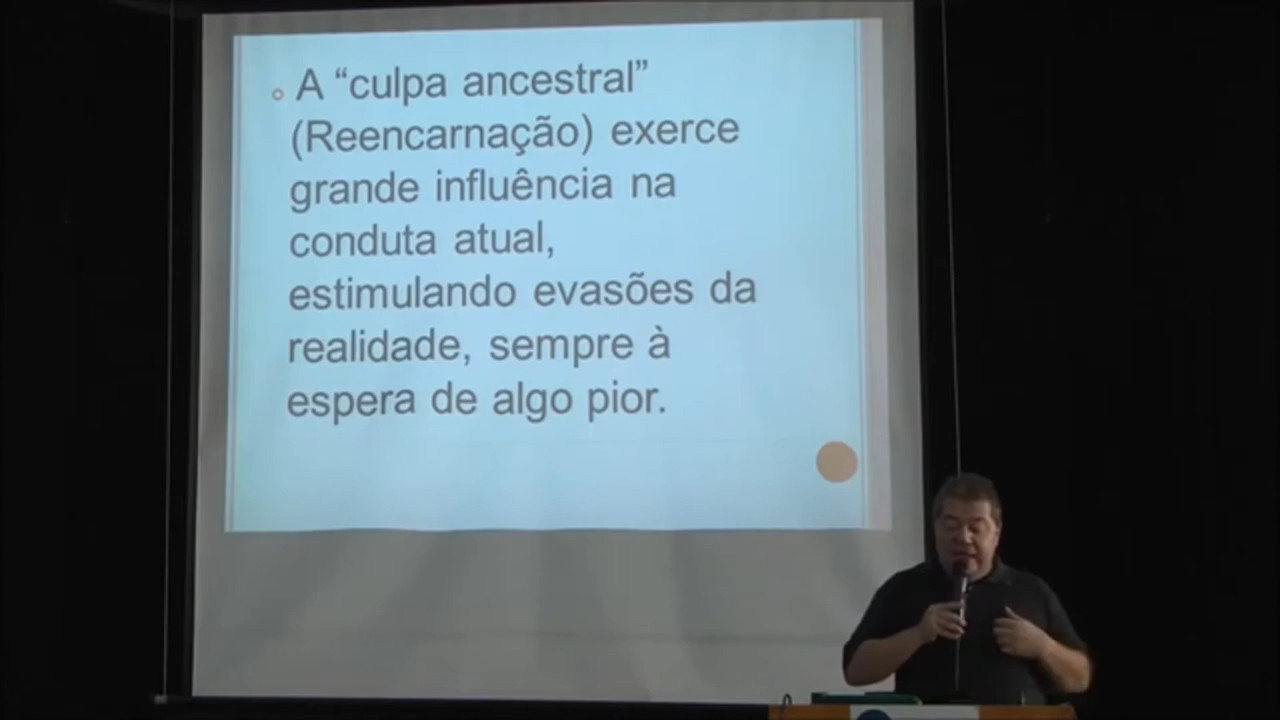 A “culpa ancestral”
(Reencarnação) exerce
grande influência na
conduta atual,
estimulando evasões da
realidade, sempre à
espera de algo pior.